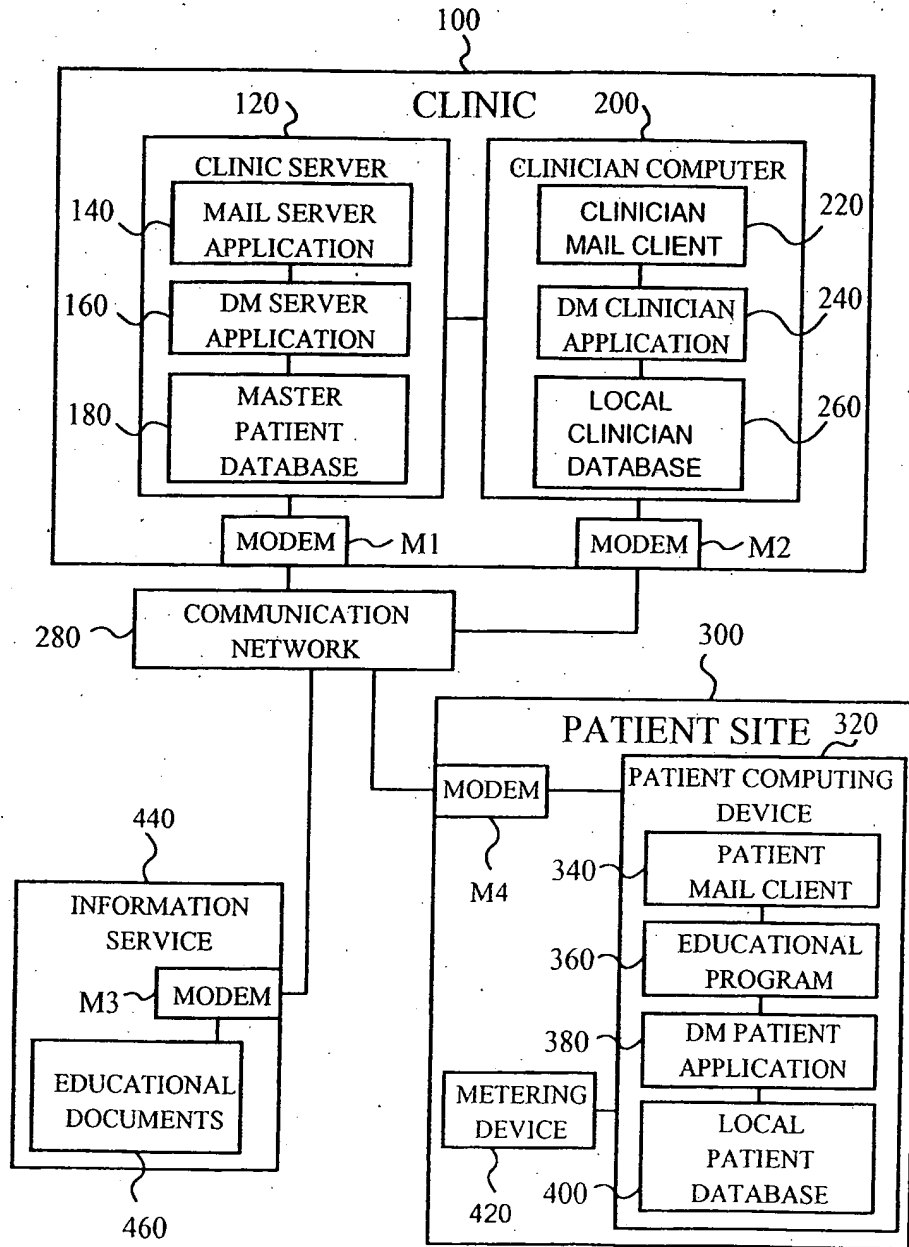 100
CLINIC
120
200
CLINIC SERVER
CLINICIAN COMPUTER
140
MAIL SERVER
APPLICATION
CLINICIAN
MAIL CLIENT
220
160
DM SERVER
APPLICATION
DM CLINICIAN
APPLICATION
240
180
MASTER
PATIENT
DATABASE
LOCAL
CLINICIAN
DATABASE
260
MODEM
M1
MODEM
M2
280
COMMUNICATION
NETWORK
300
PATIENT SITE
320
MODEM
M4
PATIENT COMPUTING
DEVICE
340
PATIENT
MAIL CLIENT
360
EDUCATIONAL
PROGRAM
380
DM PATIENT
APPLICATION
METERING
DEVICE
420
400
LOCAL
PATIENT
DATABASE
440
INFORMATION
SERVICE
M3
MODEM
EDUCATIONAL
DOCUMENTS
460